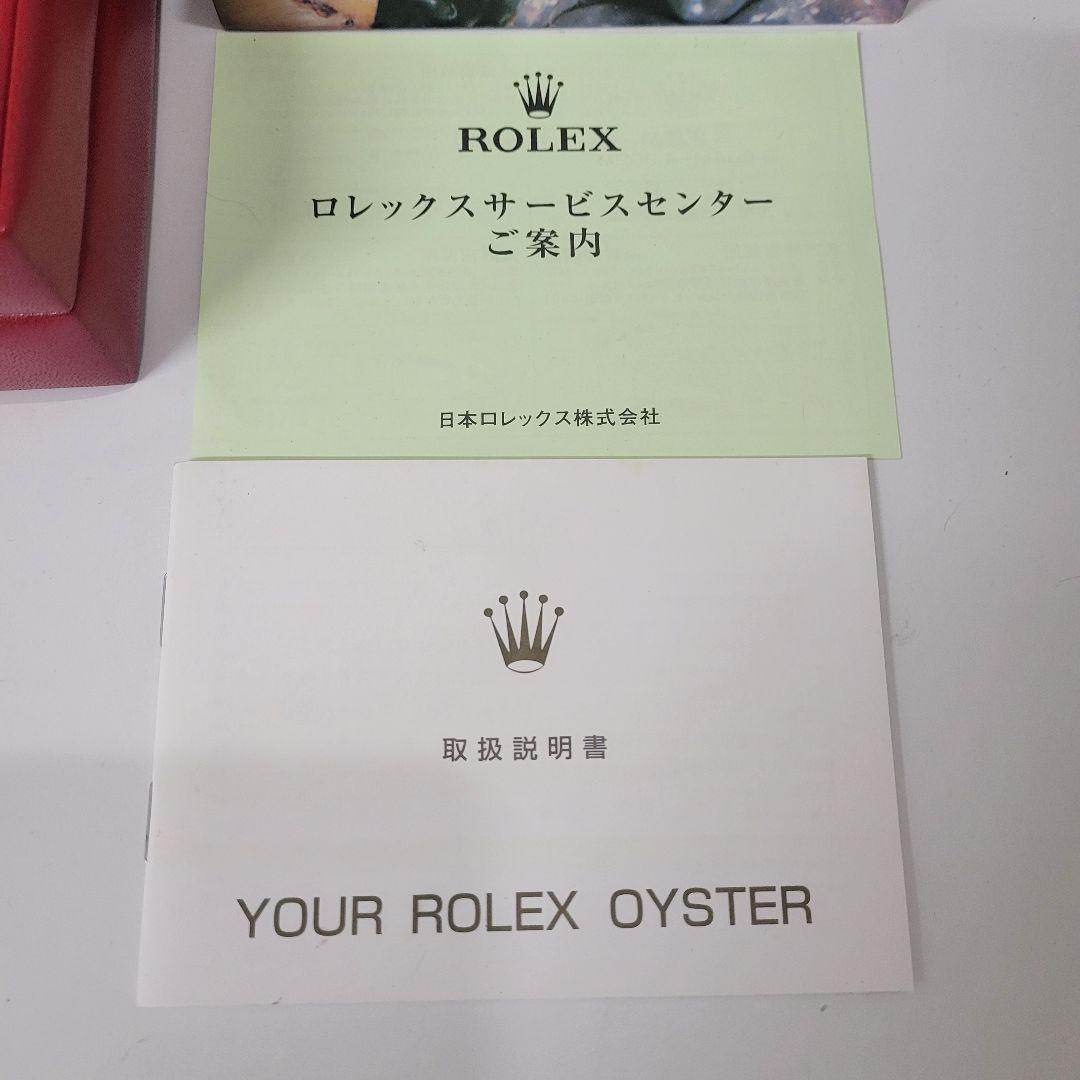 ROLEX
ロレックスサービスセンター
ご案内
日本ロレックス株式会社
取扱説明書
YOUR ROLEX OYSTER